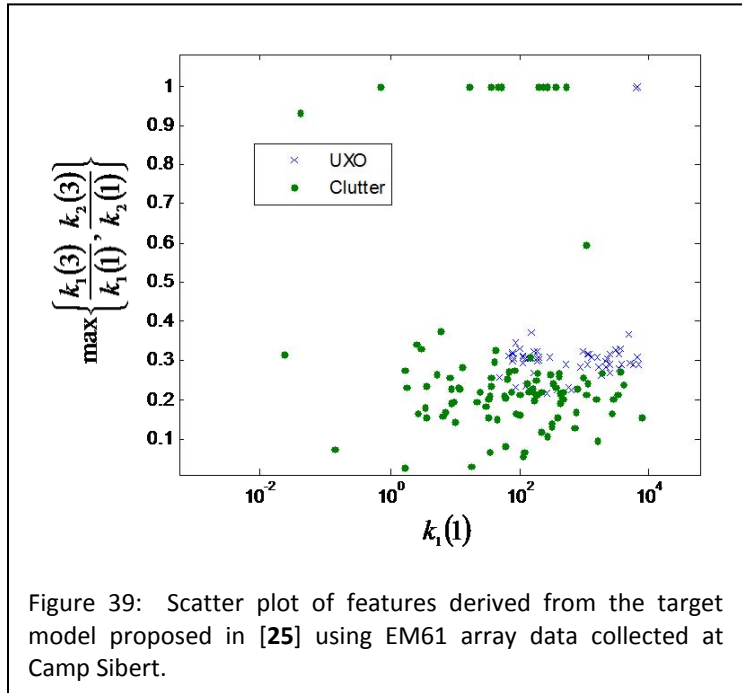 1
0.9
0.8
0.7
0.6
0.5
0.4
0.3
0.2
0.1
max { k₁(3) / k₁(1) , k₂(3) / k₂(1) }
UXO
Clutter
10⁻² 10⁰ 10² 10⁴
k₁(1)
Figure 39: Scatter plot of features derived from the target
model proposed in [25] using EM61 array data collected at
Camp Sibert.